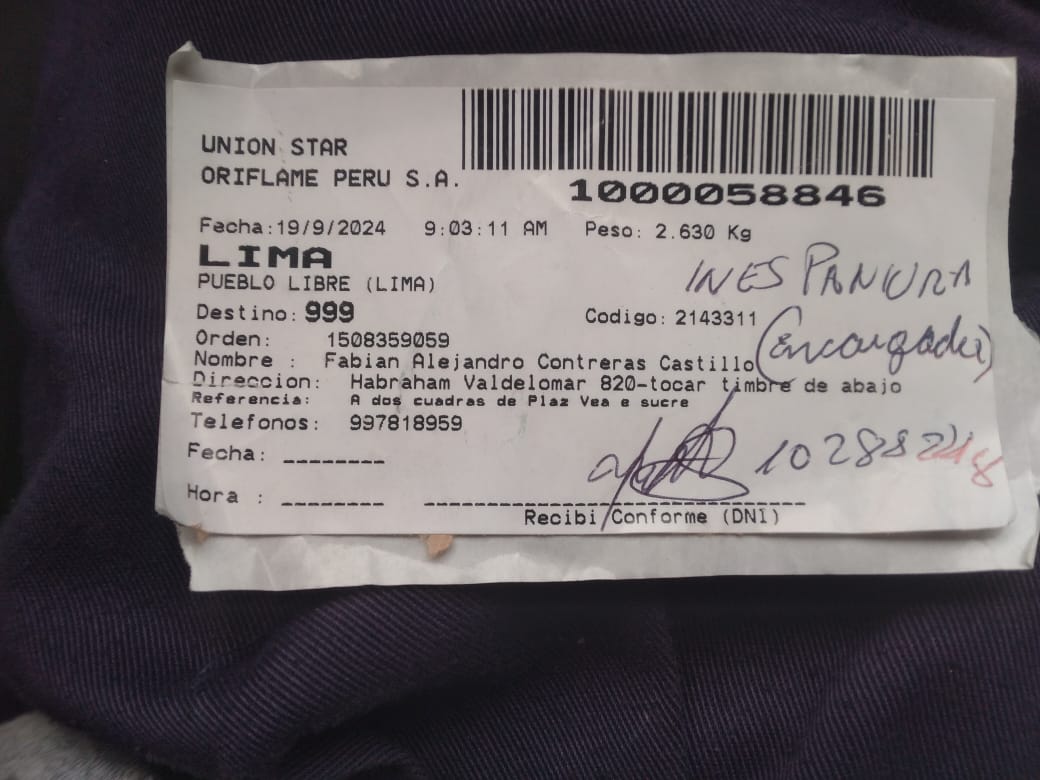 UNION STAR
ORIFLAME PERU S.A.
1000058846
Fecha:19/9/2024 9:03:11 AM Peso: 2.630 Kg
LIMA
PUEBLO LIBRE (LIMA)
INES PANURA
Destino: 999 Codigo: 2143311
(Encargada)
Orden: 1508359059
Nombre : Fabian Alejandro Contreras Castillo
Direccion: Habraham Valdelomar 820-tocar timbre de abajo
Referencia: A dos cuadras de Plaz Vea e sucre
Telefonos: 997818959
Fecha: ________
Hora : ________
Recibi Conforme (DNI)